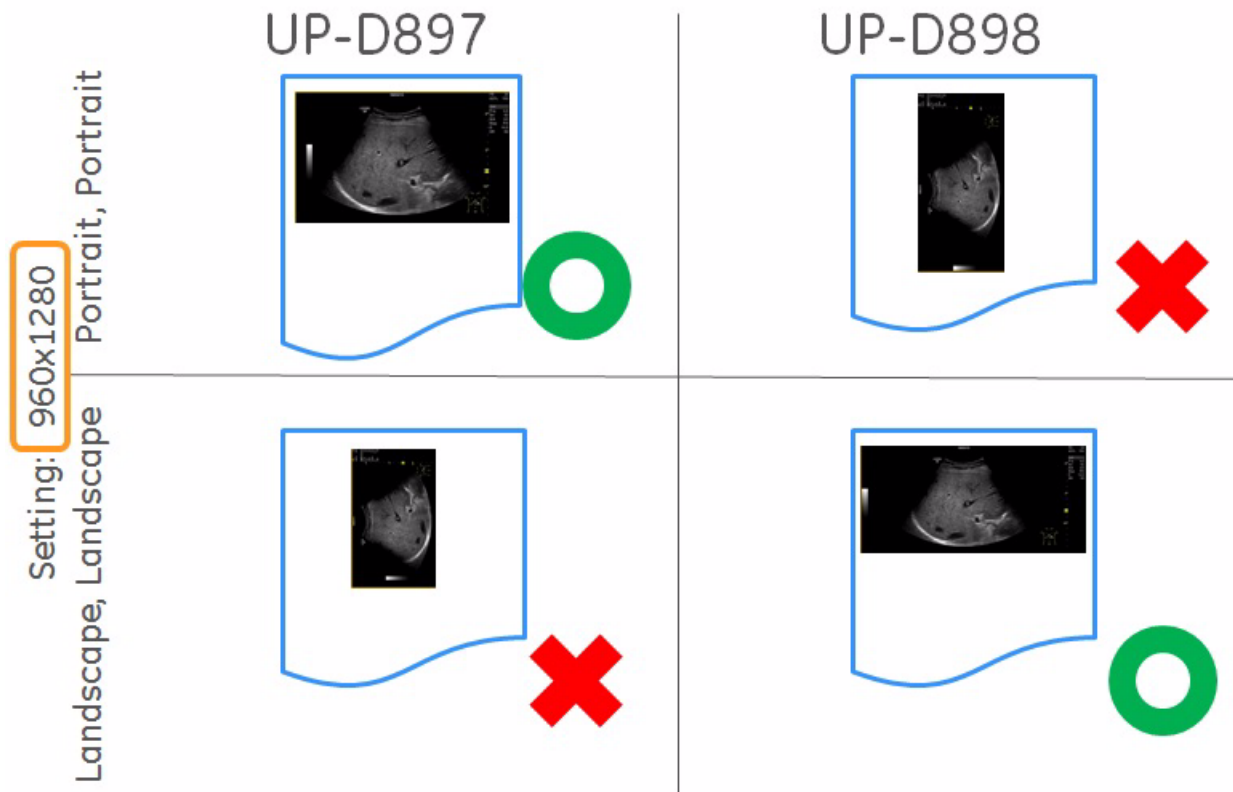 UP-D897
UP-D898
Setting: 960x1280
Portrait, Portrait
Landscape, Landscape